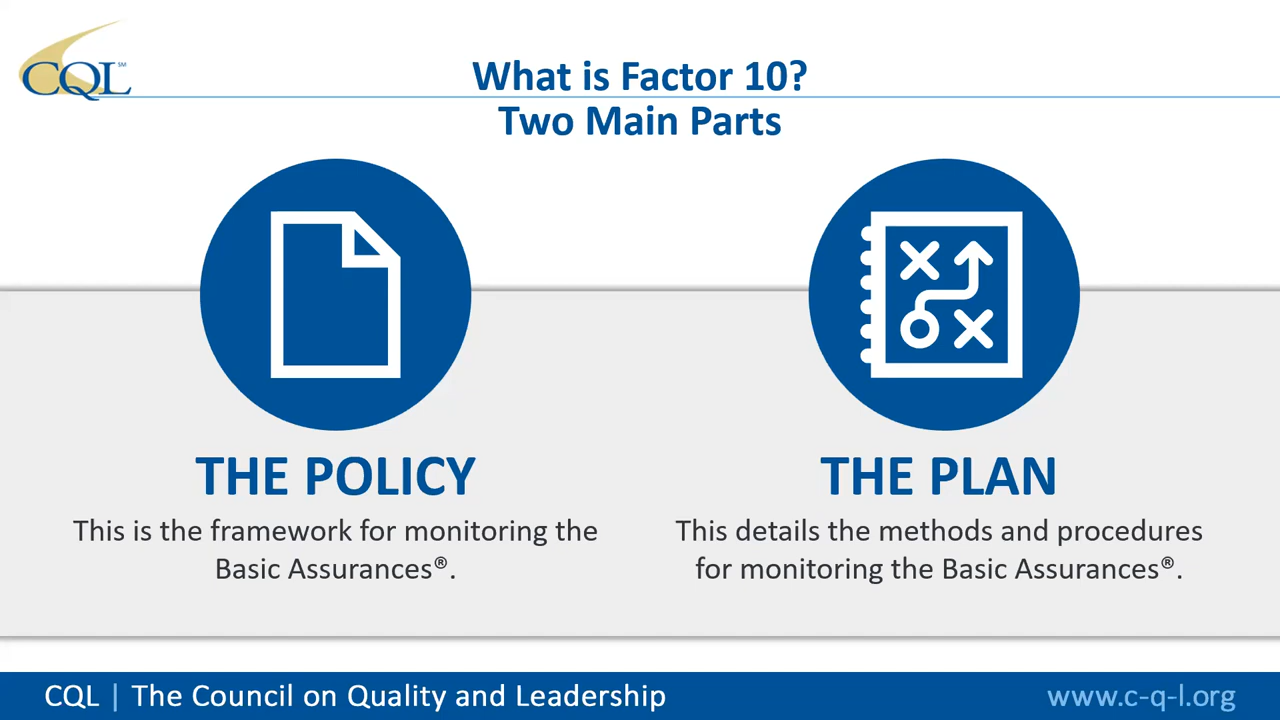 CQL℠
What is Factor 10?
Two Main Parts
THE POLICY
This is the framework for monitoring the
Basic Assurances®.
THE PLAN
This details the methods and procedures
for monitoring the Basic Assurances®.
CQL | The Council on Quality and Leadership
www.c-q-l.org